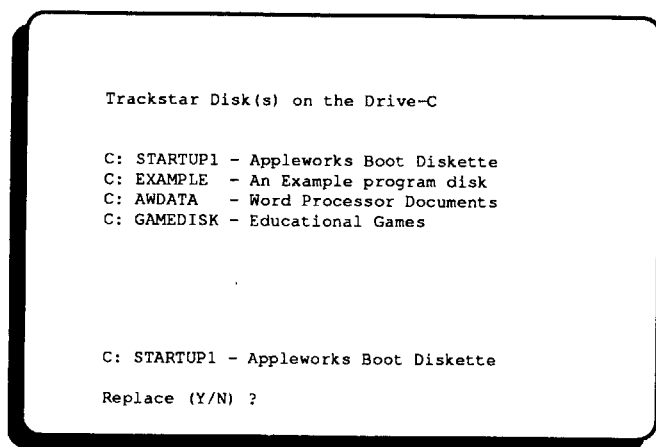 Trackstar Disk(s) on the Drive-C
C: STARTUP1 - Appleworks Boot Diskette
C: EXAMPLE - An Example program disk
C: AWDATA - Word Processor Documents
C: GAMEDISK - Educational Games
C: STARTUP1 - Appleworks Boot Diskette
Replace (Y/N) ?